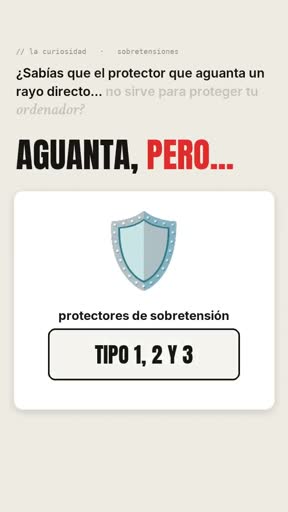 // la curiosidad · sobretensiones
¿Sabías que el protector que aguanta un
rayo directo... no sirve para proteger tu
ordenador?
AGUANTA, PERO...
protectores de sobretensión
TIPO 1, 2 Y 3